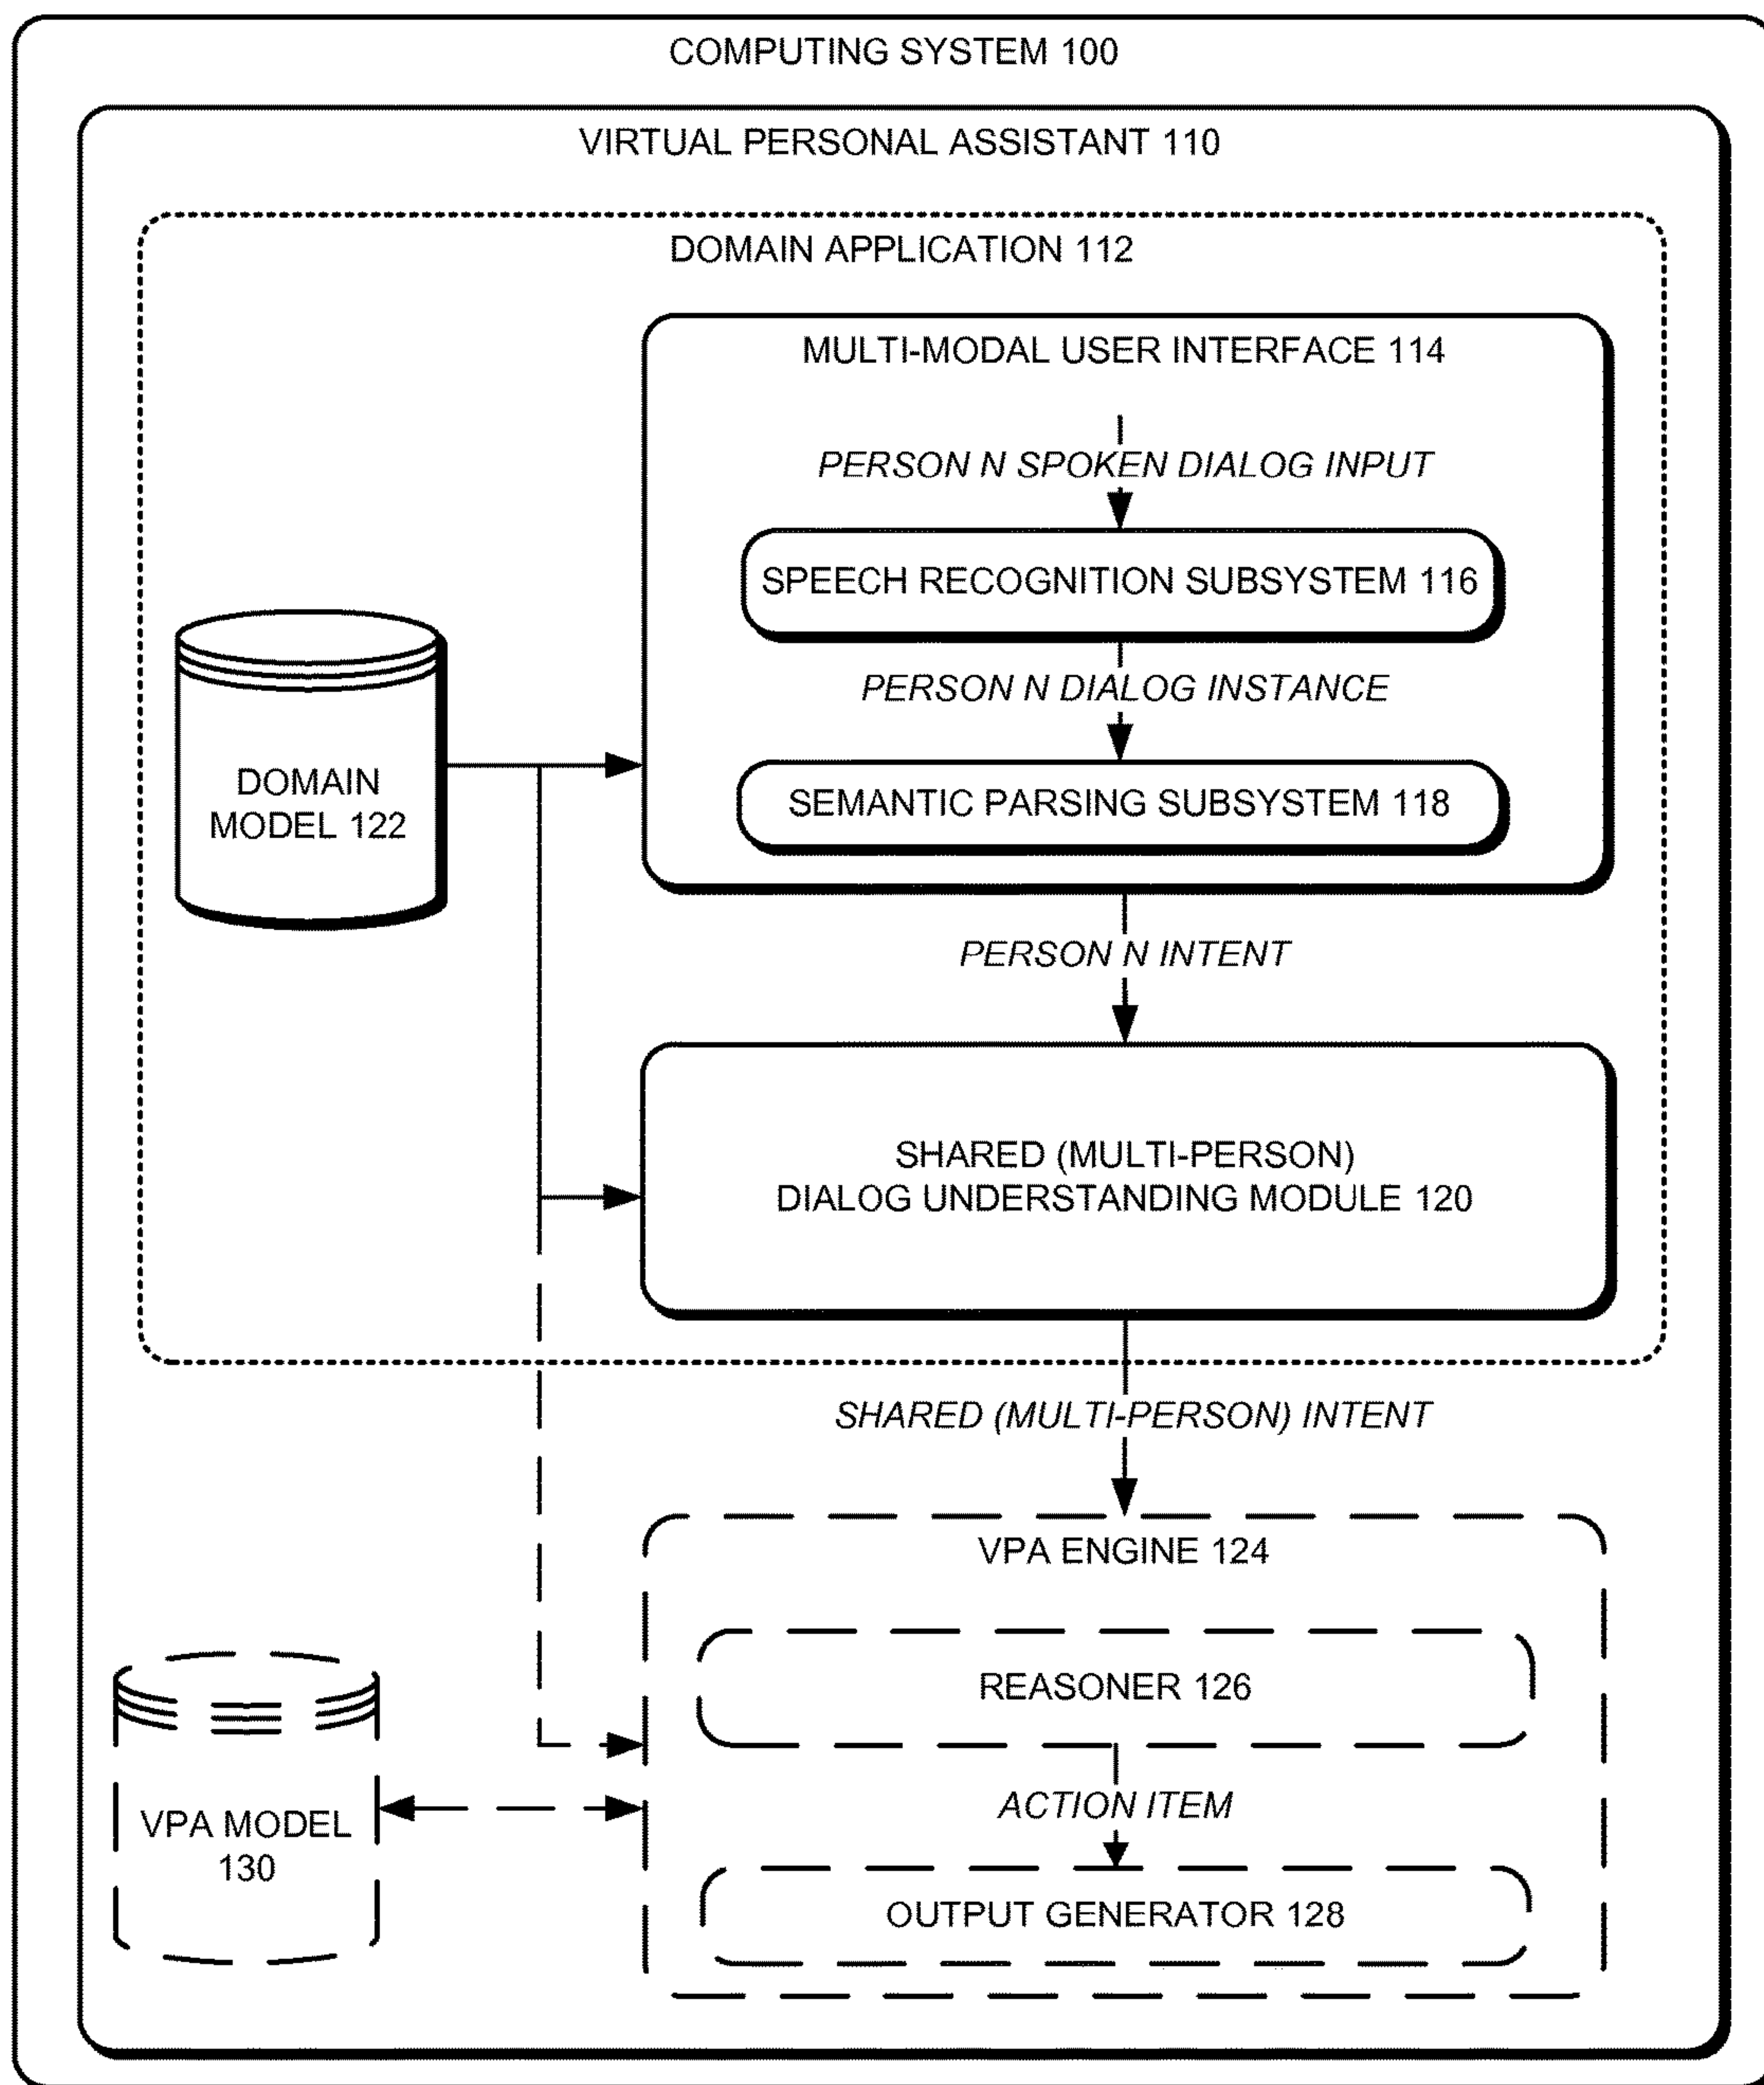 COMPUTING SYSTEM 100
VIRTUAL PERSONAL ASSISTANT 110
DOMAIN APPLICATION 112
MULTI-MODAL USER INTERFACE 114
PERSON N SPOKEN DIALOG INPUT
SPEECH RECOGNITION SUBSYSTEM 116
PERSON N DIALOG INSTANCE
SEMANTIC PARSING SUBSYSTEM 118
DOMAIN
MODEL 122
PERSON N INTENT
SHARED (MULTI-PERSON)
DIALOG UNDERSTANDING MODULE 120
SHARED (MULTI-PERSON) INTENT
VPA ENGINE 124
REASONER 126
ACTION ITEM
VPA MODEL
130
OUTPUT GENERATOR 128